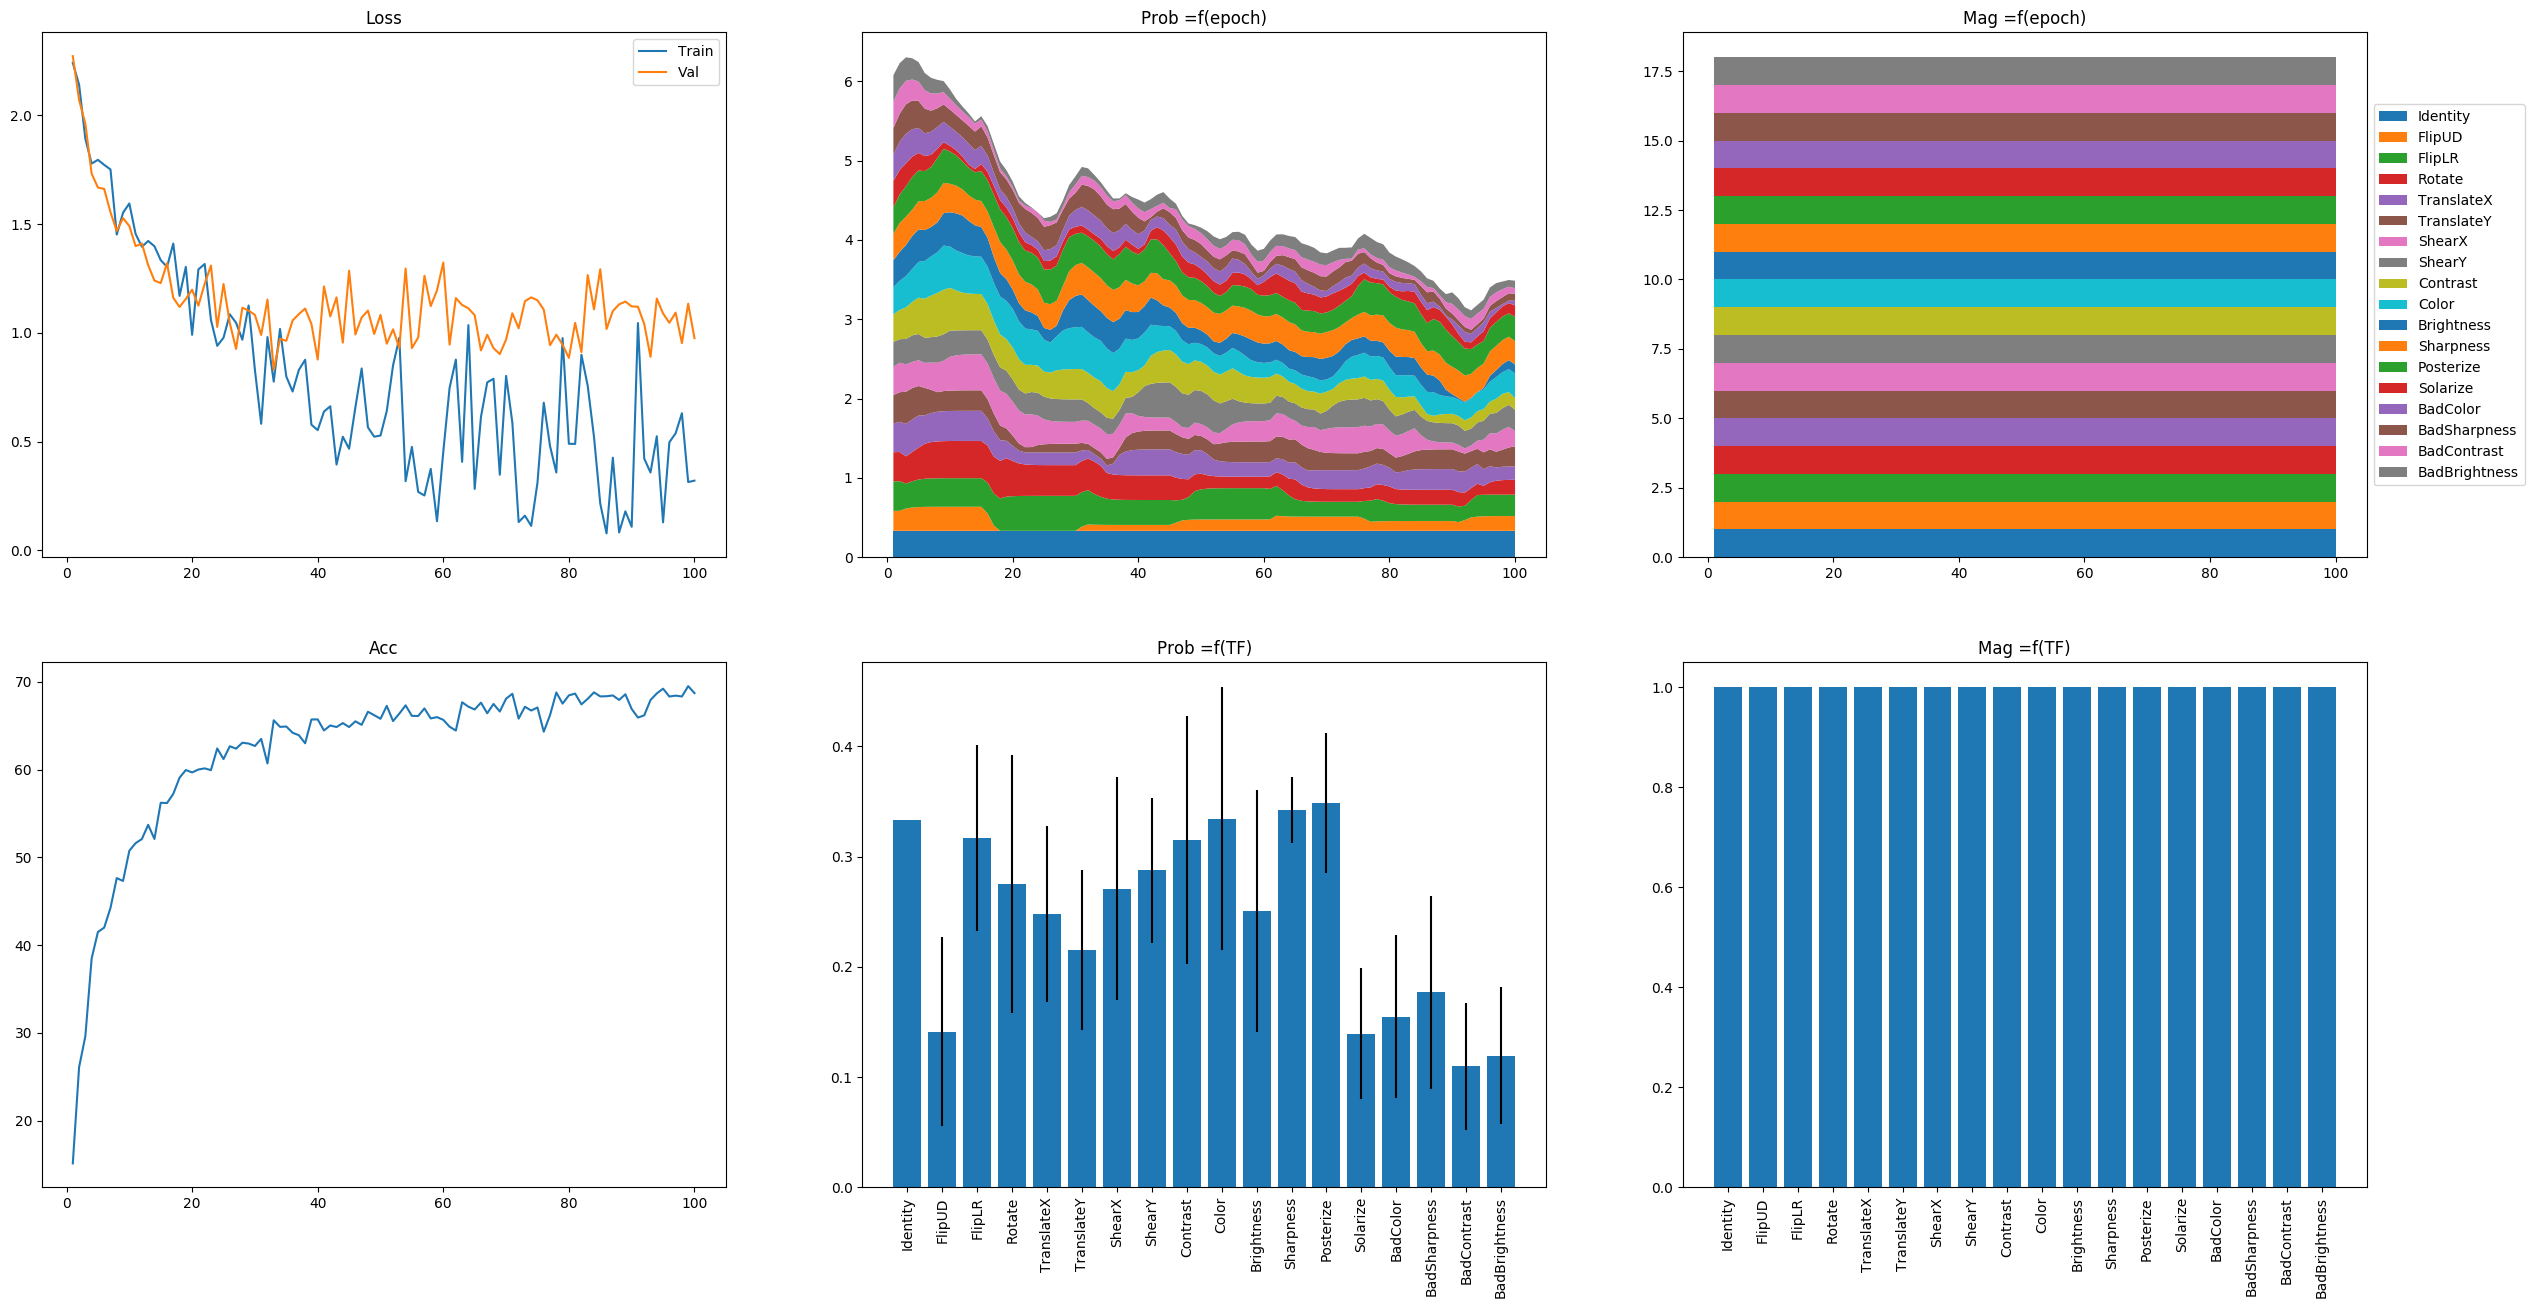 Loss
Train
Val
2.0
1.5
1.0
0.5
0.0
0 20 40 60 80 100
Prob =f(epoch)
6
5
4
3
2
1
0
0 20 40 60 80 100
Mag =f(epoch)
17.5
15.0
12.5
10.0
7.5
5.0
2.5
0.0
0 20 40 60 80 100
Identity
FlipUD
FlipLR
Rotate
TranslateX
TranslateY
ShearX
ShearY
Contrast
Color
Brightness
Sharpness
Posterize
Solarize
BadColor
BadSharpness
BadContrast
BadBrightness
Acc
70
60
50
40
30
20
0 20 40 60 80 100
Prob =f(TF)
0.4
0.3
0.2
0.1
0.0
Identity
FlipUD
FlipLR
Rotate
TranslateX
TranslateY
ShearX
ShearY
Contrast
Color
Brightness
Sharpness
Posterize
Solarize
BadColor
BadSharpness
BadContrast
BadBrightness
Mag =f(TF)
1.0
0.8
0.6
0.4
0.2
0.0
Identity
FlipUD
FlipLR
Rotate
TranslateX
TranslateY
ShearX
ShearY
Contrast
Color
Brightness
Sharpness
Posterize
Solarize
BadColor
BadSharpness
BadContrast
BadBrightness